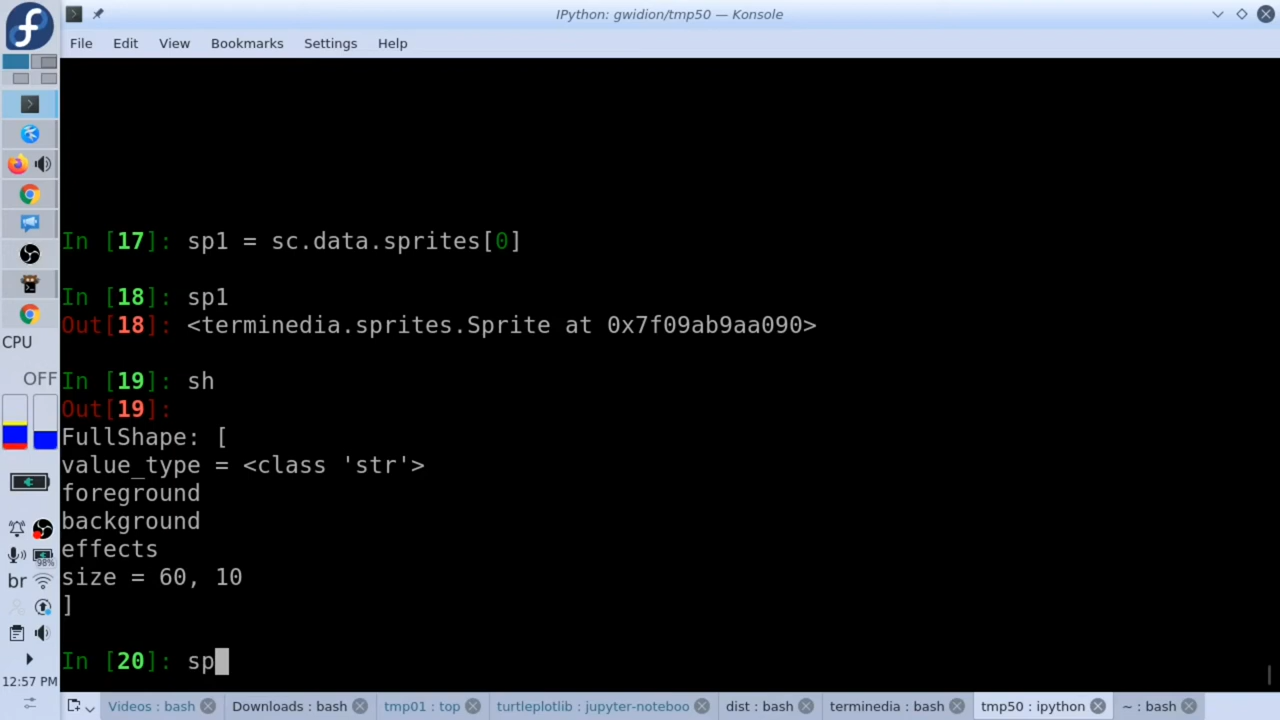 IPython: gwidion/tmp50 — Konsole
File Edit View Bookmarks Settings Help
In [17]: sp1 = sc.data.sprites[0]
In [18]: sp1
Out[18]: <terminedia.sprites.Sprite at 0x7f09ab9aa090>
In [19]: sh
Out[19]:
FullShape: [
value_type = <class 'str'>
foreground
background
effects
size = 60, 10
]
In [20]: sp
CPU
OFF
98%
br
12:57 PM
Videos : bash Downloads : bash tmp01 : top turtleplotlib : jupyter-noteboo dist : bash terminedia : bash tmp50 : ipython ~ : bash